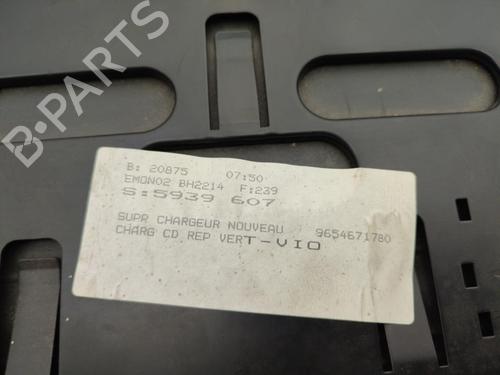 B-PARTS
B: 20875 07:50
EMON02 BH2214 F:239
S:5939 607
SUPR CHARGEUR NOUVEAU 9654671780
CHARG CD REP VERT-VIO